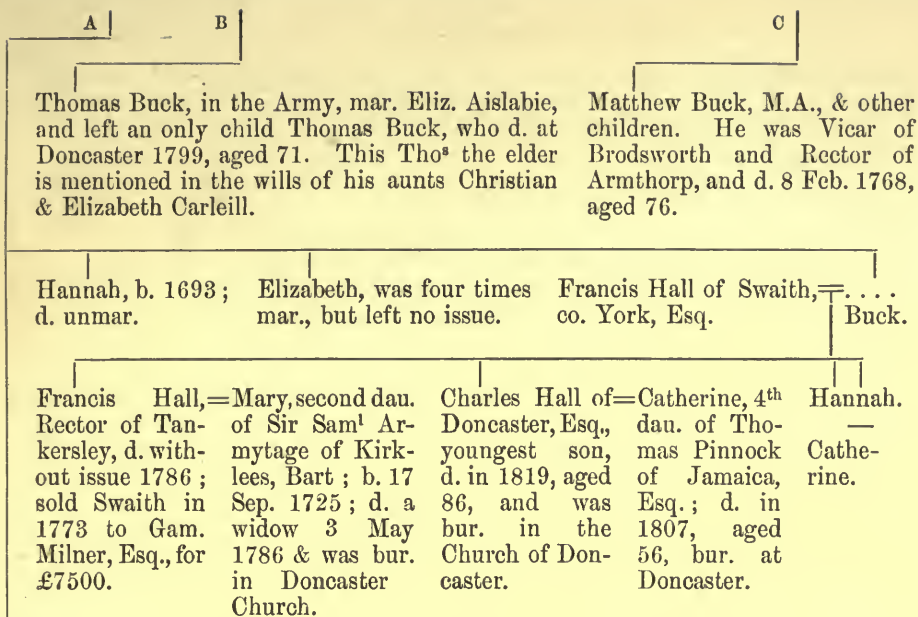 A B C
Thomas Buck, in the Army, mar. Eliz. Aislabie,
and left an only child Thomas Buck, who d. at
Doncaster 1799, aged 71. This Thoˢ the elder
is mentioned in the wills of his aunts Christian
& Elizabeth Carleill.
Matthew Buck, M.A., & other
children. He was Vicar of
Brodsworth and Rector of
Armthorp, and d. 8 Feb. 1768,
aged 76.
Hannah, b. 1693 ;
d. unmar.
Elizabeth, was four times
mar., but left no issue.
Francis Hall of Swaith,=
co. York, Esq.
. . . .
Buck.
Francis Hall,=
Rector of Tan-
kersley, d. with-
out issue 1786 ;
sold Swaith in
1773 to Gam.
Milner, Esq., for
£7500.
Mary, second dau.
of Sir Samˡ Ar-
mytage of Kirk-
lees, Bart ; b. 17
Sep. 1725 ; d. a
widow 3 May
1786 & was bur.
in Doncaster
Church.
Charles Hall of=
Doncaster, Esq.,
youngest son,
d. in 1819, aged
86, and was
bur. in the
Church of Don-
caster.
Catherine, 4ᵗʰ
dau. of Tho-
mas Pinnock
of Jamaica,
Esq. ; d. in
1807, aged
56, bur. at
Doncaster.
Hannah.
—
Cathe-
rine.